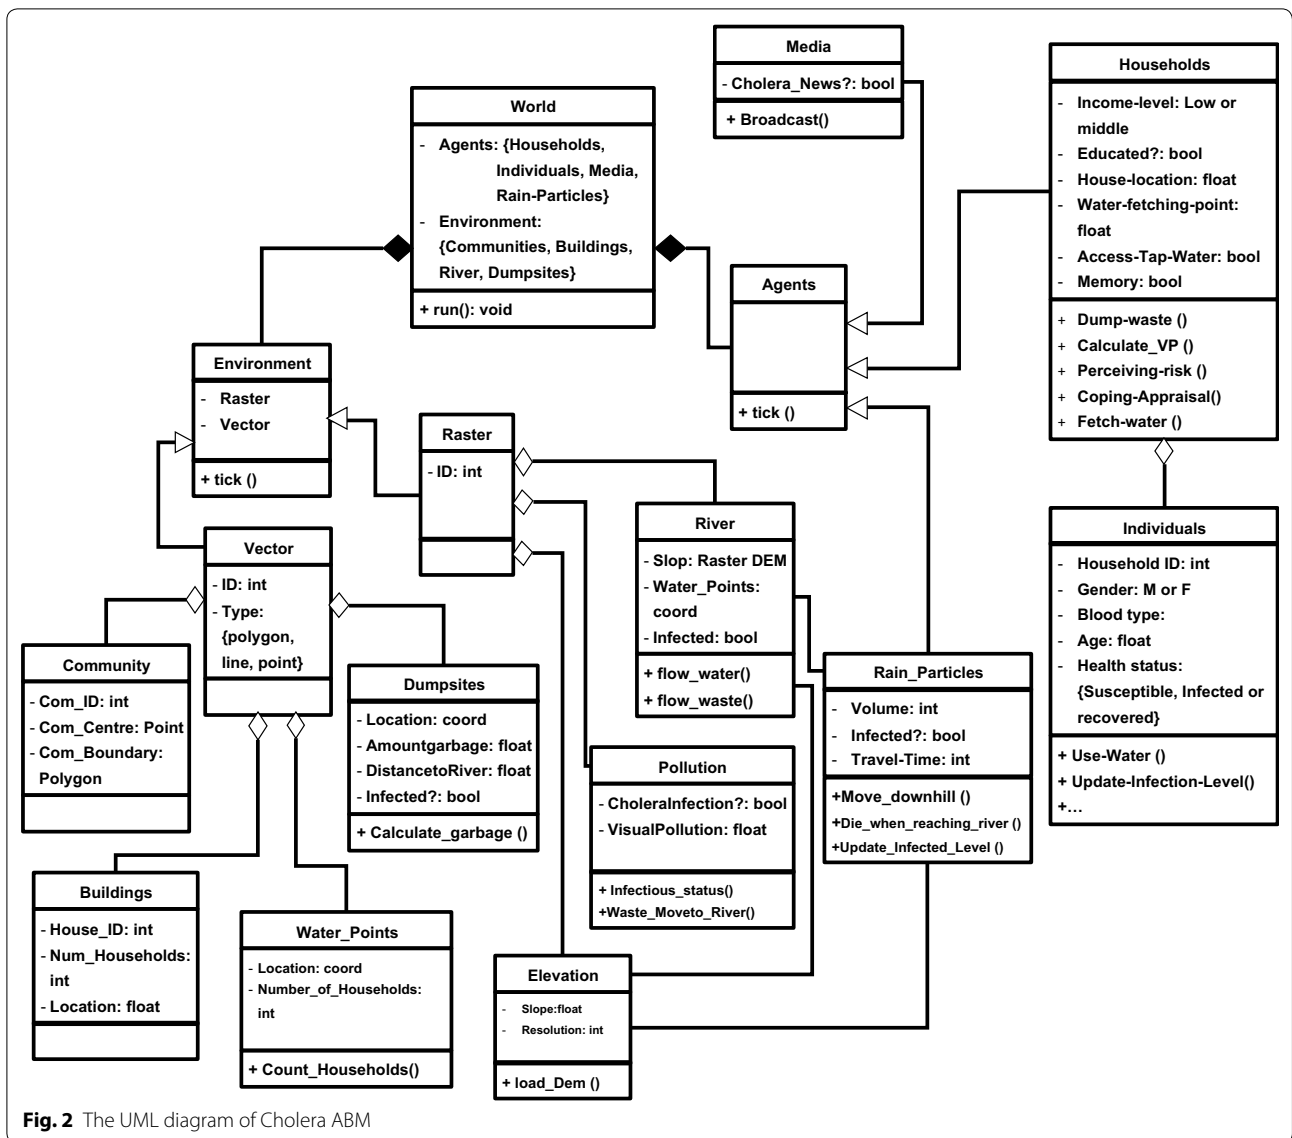 Media
- Cholera_News?: bool
+ Broadcast()
Households
- Income-level: Low or
middle
- Educated?: bool
- House-location: float
- Water-fetching-point:
float
- Access-Tap-Water: bool
- Memory: bool
+ Dump-waste ()
+ Calculate_VP ()
+ Perceiving-risk ()
+ Coping-Appraisal()
+ Fetch-water ()
World
- Agents: {Households,
Individuals, Media,
Rain-Particles}
- Environment:
{Communities, Buildings,
River, Dumpsites}
+ run(): void
Agents
+ tick ()
Environment
- Raster
- Vector
+ tick ()
Raster
- ID: int
River
- Slop: Raster DEM
- Water_Points:
coord
- Infected: bool
+ flow_water()
+ flow_waste()
Individuals
- Household ID: int
- Gender: M or F
- Blood type:
- Age: float
- Health status:
{Susceptible, Infected or
recovered}
+ Use-Water ()
+ Update-Infection-Level()
+...
Vector
- ID: int
- Type:
{polygon,
line, point}
Community
- Com_ID: int
- Com_Centre: Point
- Com_Boundary:
Polygon
Dumpsites
- Location: coord
- Amountgarbage: float
- DistancetoRiver: float
- Infected?: bool
+ Calculate_garbage ()
Rain_Particles
- Volume: int
- Infected?: bool
- Travel-Time: int
+Move_downhill ()
+Die_when_reaching_river ()
+Update_Infected_Level ()
Pollution
- CholeraInfection?: bool
- VisualPollution: float
+ Infectious_status()
+Waste_Moveto_River()
Buildings
- House_ID: int
- Num_Households:
int
- Location: float
Water_Points
- Location: coord
- Number_of_Households:
int
+ Count_Households()
Elevation
- Slope:float
- Resolution: int
+ load_Dem ()
Fig. 2 The UML diagram of Cholera ABM